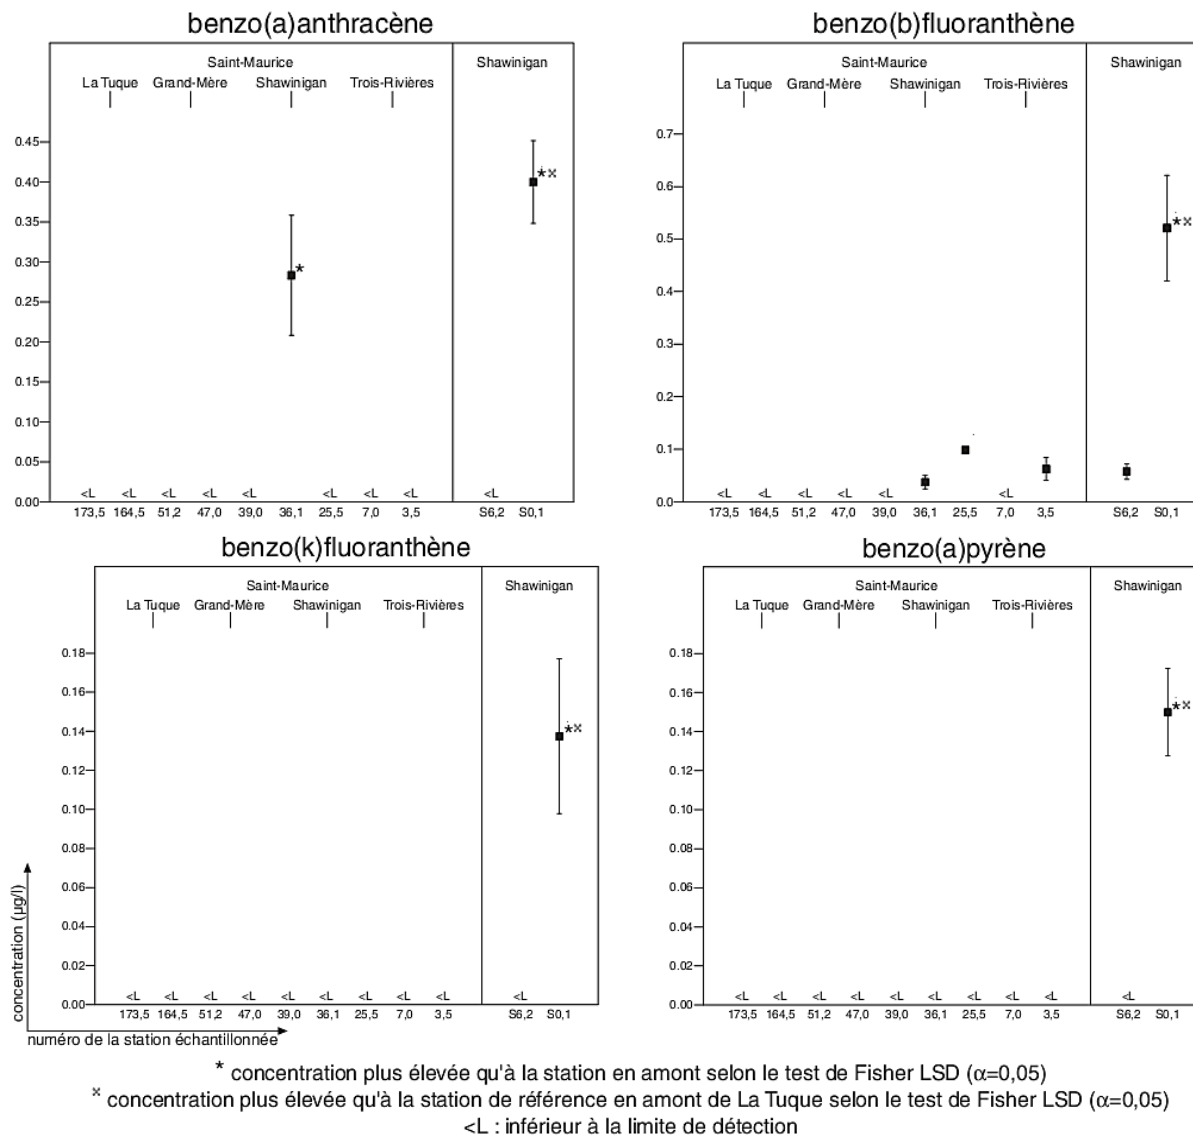 benzo(a)anthracène
Saint-Maurice
Shawinigan
La Tuque Grand-Mère Shawinigan Trois-Rivières
0.45
0.40
0.35
0.30
0.25
0.20
0.15
0.10
0.05
0.00
*¤
*
<L <L <L <L <L <L <L <L <L
173,5 164,5 51,2 47,0 39,0 36,1 25,5 7,0 3,5 S6,2 S0,1
benzo(b)fluoranthène
Saint-Maurice
Shawinigan
La Tuque Grand-Mère Shawinigan Trois-Rivières
0.7
0.6
0.5
0.4
0.3
0.2
0.1
0.0
*¤
<L <L <L <L <L <L
173,5 164,5 51,2 47,0 39,0 36,1 25,5 7,0 3,5 S6,2 S0,1
benzo(k)fluoranthène
Saint-Maurice
Shawinigan
La Tuque Grand-Mère Shawinigan Trois-Rivières
0.18
0.16
0.14
0.12
0.10
0.08
0.06
0.04
0.02
0.00
*¤
<L <L <L <L <L <L <L <L <L <L
173,5 164,5 51,2 47,0 39,0 36,1 25,5 7,0 3,5 S6,2 S0,1
concentration (µg/l)
numéro de la station échantillonnée
benzo(a)pyrène
Saint-Maurice
Shawinigan
La Tuque Grand-Mère Shawinigan Trois-Rivières
0.18
0.16
0.14
0.12
0.10
0.08
0.06
0.04
0.02
0.00
*¤
<L <L <L <L <L <L <L <L <L <L
173,5 164,5 51,2 47,0 39,0 36,1 25,5 7,0 3,5 S6,2 S0,1
* concentration plus élevée qu'à la station en amont selon le test de Fisher LSD (α=0,05)
¤ concentration plus élevée qu'à la station de référence en amont de La Tuque selon le test de Fisher LSD (α=0,05)
<L : inférieur à la limite de détection